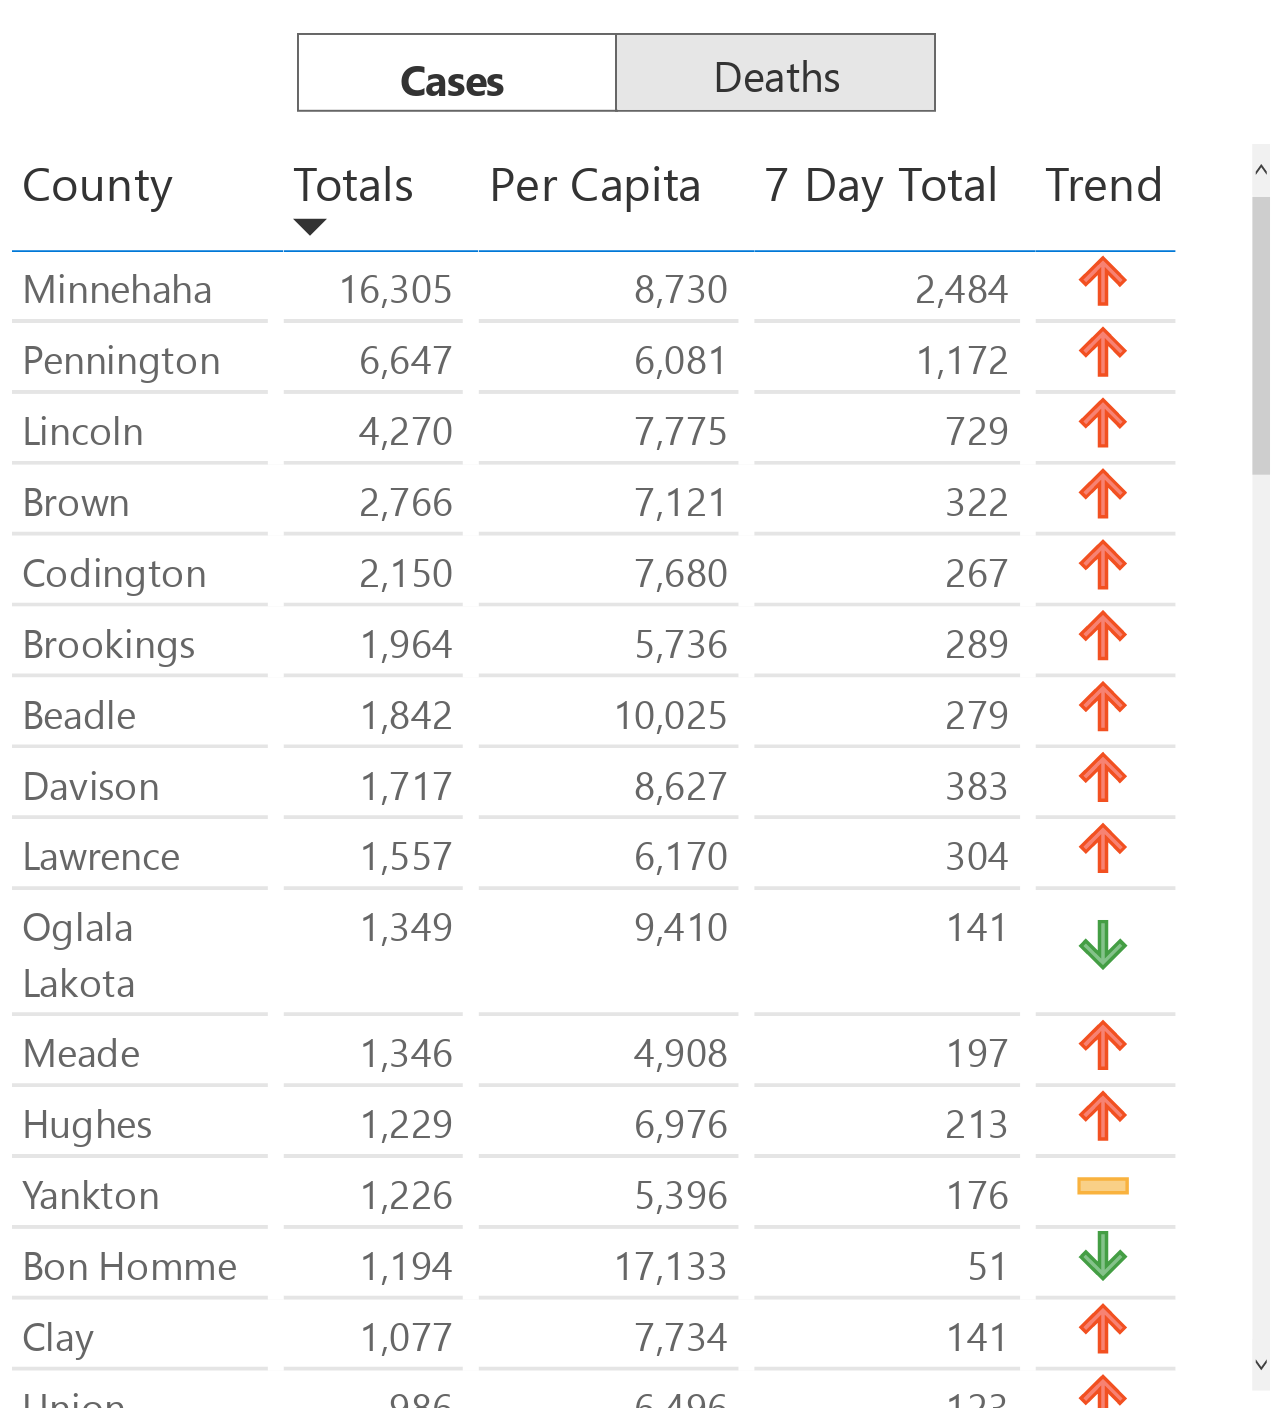 Cases Deaths
County Totals Per Capita 7 Day Total Trend
Minnehaha 16,305 8,730 2,484
Pennington 6,647 6,081 1,172
Lincoln 4,270 7,775 729
Brown 2,766 7,121 322
Codington 2,150 7,680 267
Brookings 1,964 5,736 289
Beadle 1,842 10,025 279
Davison 1,717 8,627 383
Lawrence 1,557 6,170 304
Oglala 1,349 9,410 141
Lakota
Meade 1,346 4,908 197
Hughes 1,229 6,976 213
Yankton 1,226 5,396 176
Bon Homme 1,194 17,133 51
Clay 1,077 7,734 141
Union 986 6,496 123